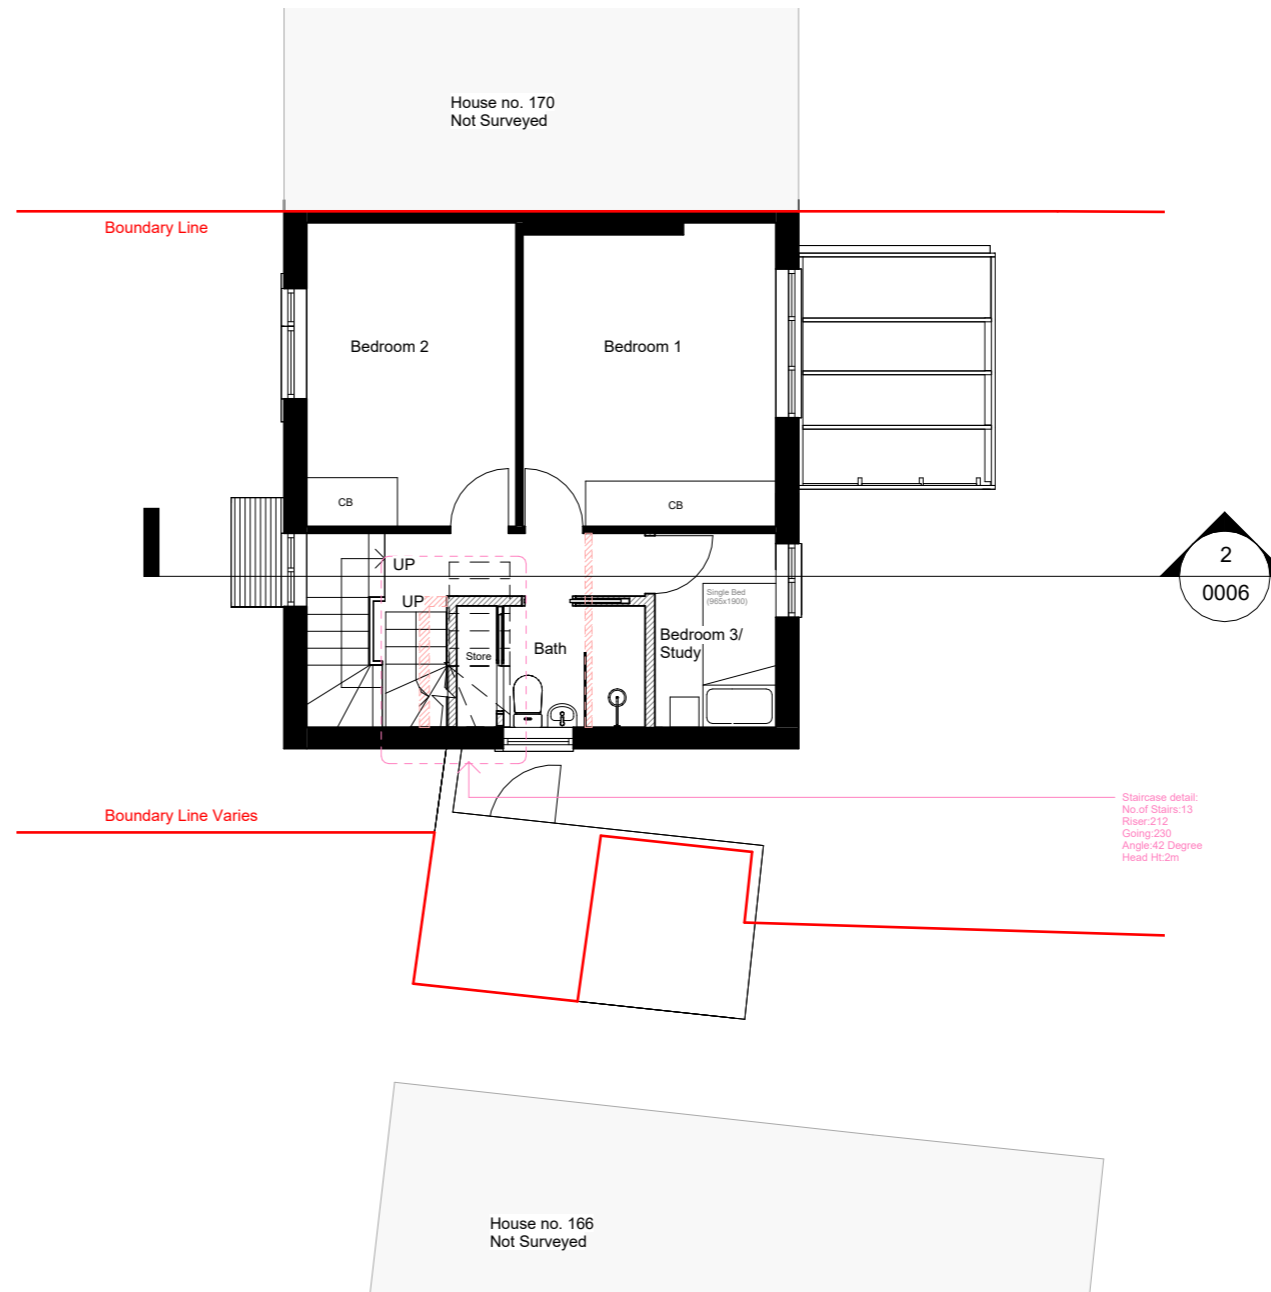 House no. 170
Not Surveyed
Boundary Line
Bedroom 2
Bedroom 1
CB
CB
UP
UP
2
0006
Single Bed
(965x1900)
Bedroom 3/
Study
Bath
Store
Boundary Line Varies
Staircase detail:
No.of Stairs:13
Riser:212
Going:230
Angle:42 Degree
Head Ht:2m
House no. 166
Not Surveyed